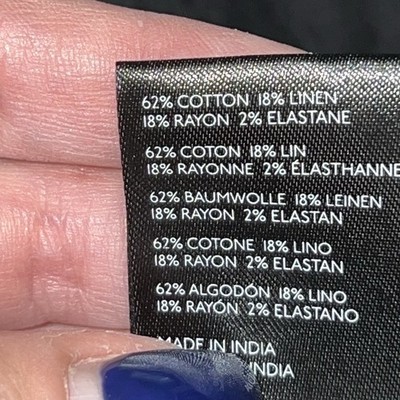 62% COTTON 18% LINEN
18% RAYON 2% ELASTANE
62% COTON 18% LIN
18% RAYONNE 2% ÉLASTHANNE
62% BAUMWOLLE 18% LEINEN
18% RAYON 2% ELASTAN
62% COTONE 18% LINO
18% RAYON 2% ELASTAN
62% ALGODÓN 18% LINO
18% RAYÓN 2% ELASTANO
MADE IN INDIA
INDIA